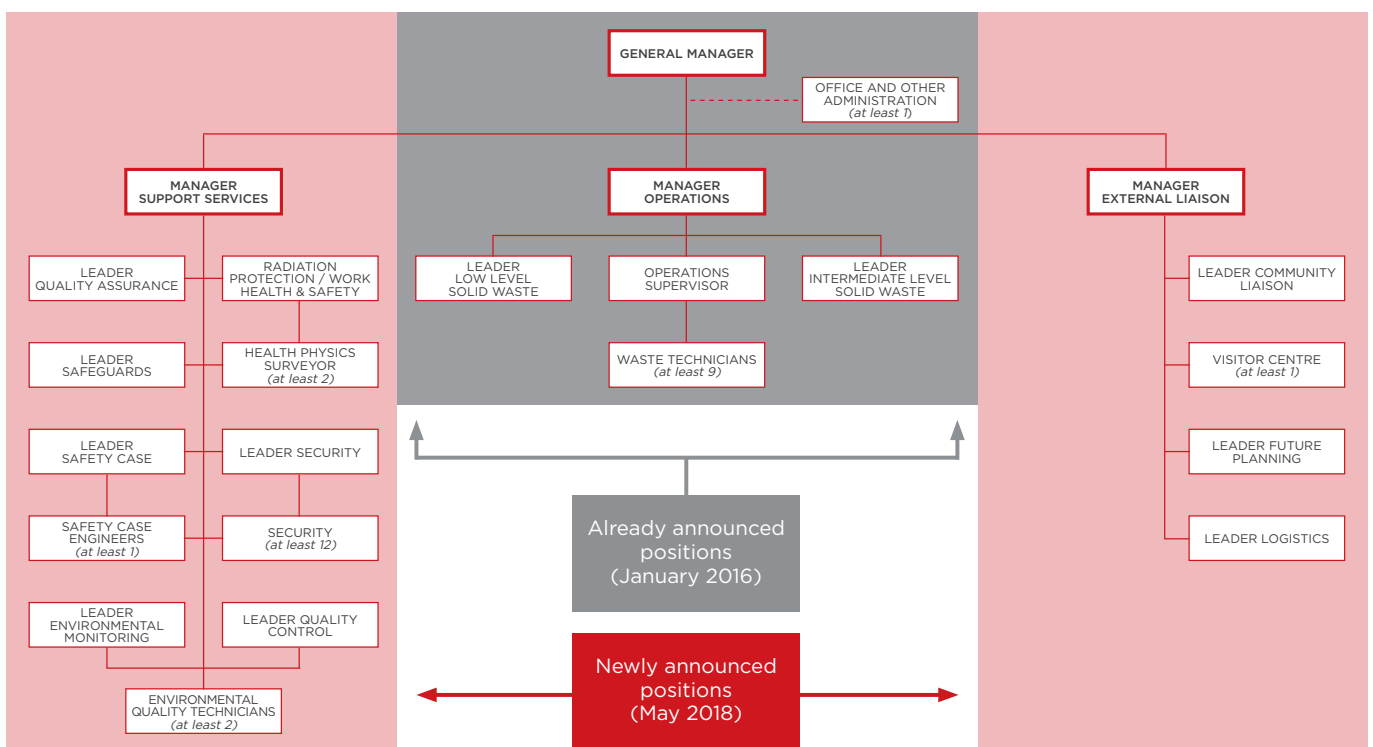 GENERAL MANAGER
OFFICE AND OTHER
ADMINISTRATION
(at least 1)
MANAGER
SUPPORT SERVICES
MANAGER
OPERATIONS
MANAGER
EXTERNAL LIAISON
LEADER
QUALITY ASSURANCE
RADIATION
PROTECTION / WORK
HEALTH & SAFETY
LEADER
LOW LEVEL
SOLID WASTE
OPERATIONS
SUPERVISOR
LEADER
INTERMEDIATE LEVEL
SOLID WASTE
LEADER COMMUNITY
LIAISON
LEADER
SAFEGUARDS
HEALTH PHYSICS
SURVEYOR
(at least 2)
WASTE TECHNICIANS
(at least 9)
VISITOR CENTRE
(at least 1)
LEADER
SAFETY CASE
LEADER SECURITY
LEADER FUTURE
PLANNING
SAFETY CASE
ENGINEERS
(at least 1)
SECURITY
(at least 12)
LEADER LOGISTICS
Already announced
positions
(January 2016)
LEADER
ENVIRONMENTAL
MONITORING
LEADER QUALITY
CONTROL
ENVIRONMENTAL
QUALITY TECHNICIANS
(at least 2)
Newly announced
positions
(May 2018)